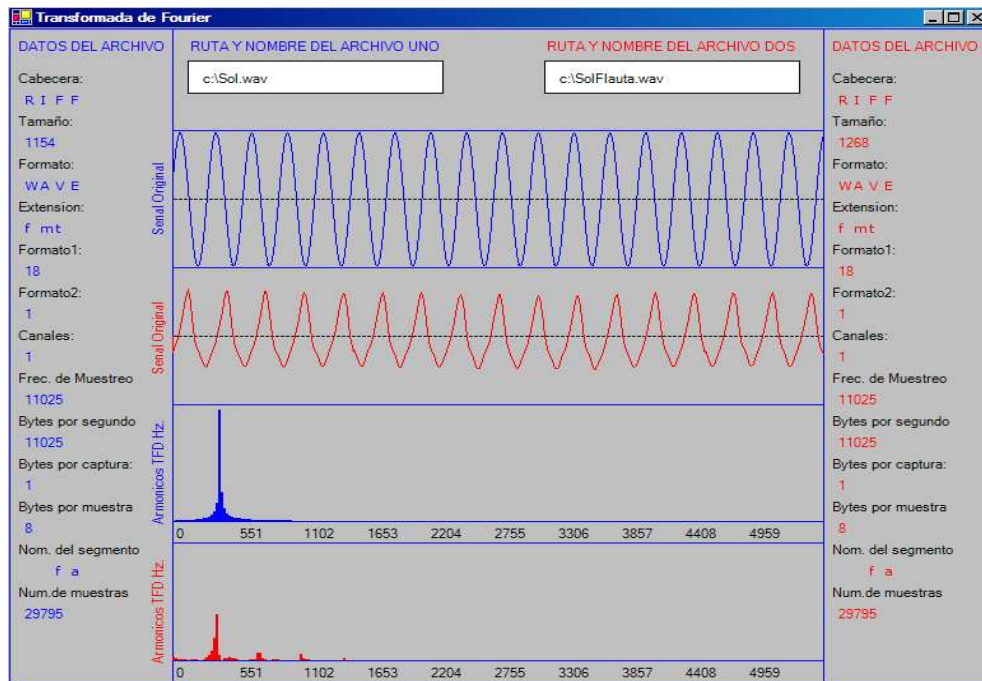 Transformada de Fourier
DATOS DEL ARCHIVO
Cabecera:
R I F F
Tamaño:
1154
Formato:
W A V E
Extension:
f mt
Formato1:
18
Formato2:
1
Canales:
1
Frec. de Muestreo
11025
Bytes por segundo
11025
Bytes por captura:
1
Bytes por muestra
8
Nom. del segmento
f a
Num.de muestras
29795
RUTA Y NOMBRE DEL ARCHIVO UNO
c:\Sol.wav
RUTA Y NOMBRE DEL ARCHIVO DOS
c:\SolFlauta.wav
Senal Original
Senal Original
Armonicos TFD Hz.
0 551 1102 1653 2204 2755 3306 3857 4408 4959
Armonicos TFD Hz.
0 551 1102 1653 2204 2755 3306 3857 4408 4959
DATOS DEL ARCHIVO
Cabecera:
R I F F
Tamaño:
1268
Formato:
W A V E
Extension:
f mt
Formato1:
18
Formato2:
1
Canales:
1
Frec. de Muestreo
11025
Bytes por segundo
11025
Bytes por captura:
1
Bytes por muestra
8
Nom. del segmento
f a
Num.de muestras
29795